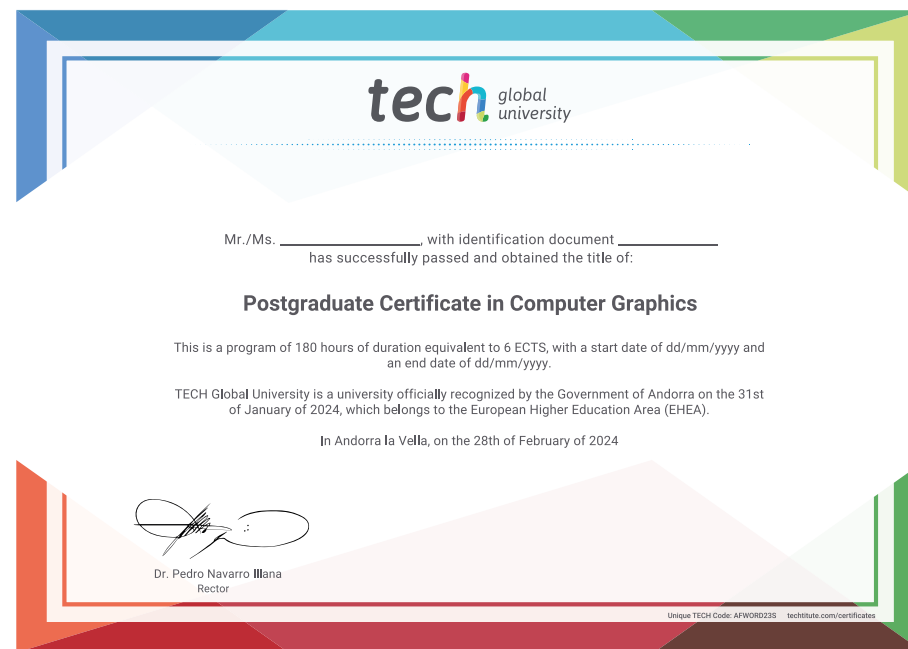 tech global
university
Mr./Ms. ____________________, with identification document ______________
has successfully passed and obtained the title of:
Postgraduate Certificate in Computer Graphics
This is a program of 180 hours of duration equivalent to 6 ECTS, with a start date of dd/mm/yyyy and
an end date of dd/mm/yyyy.
TECH Global University is a university officially recognized by the Government of Andorra on the 31st
of January of 2024, which belongs to the European Higher Education Area (EHEA).
In Andorra la Vella, on the 28th of February of 2024
Dr. Pedro Navarro Illana
Rector
Unique TECH Code: AFWORD23S techtitute.com/certificates